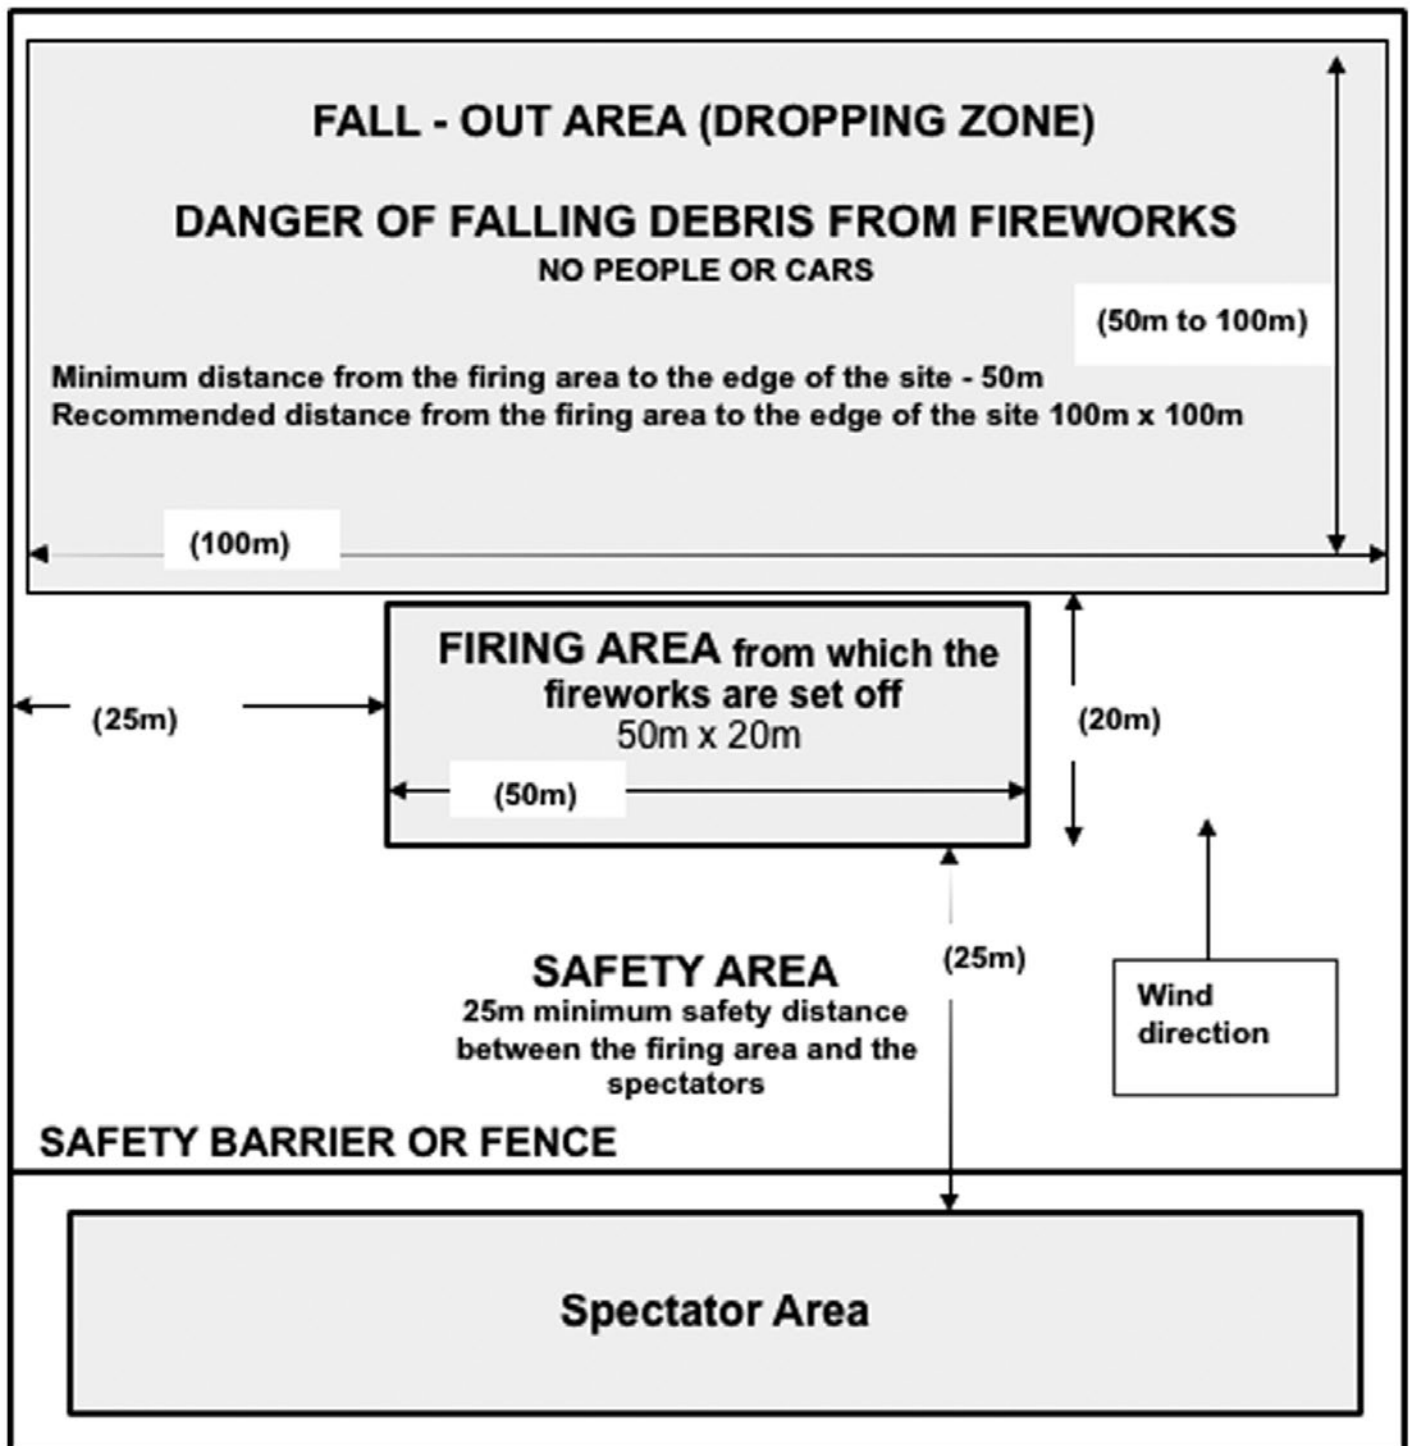 FALL - OUT AREA (DROPPING ZONE)
DANGER OF FALLING DEBRIS FROM FIREWORKS
NO PEOPLE OR CARS
(50m to 100m)
Minimum distance from the firing area to the edge of the site - 50m
Recommended distance from the firing area to the edge of the site 100m x 100m
(100m)
FIRING AREA from which the
fireworks are set off
50m x 20m
(25m)
(20m)
(50m)
(25m)
SAFETY AREA
25m minimum safety distance
between the firing area and the
spectators
Wind
direction
SAFETY BARRIER OR FENCE
Spectator Area